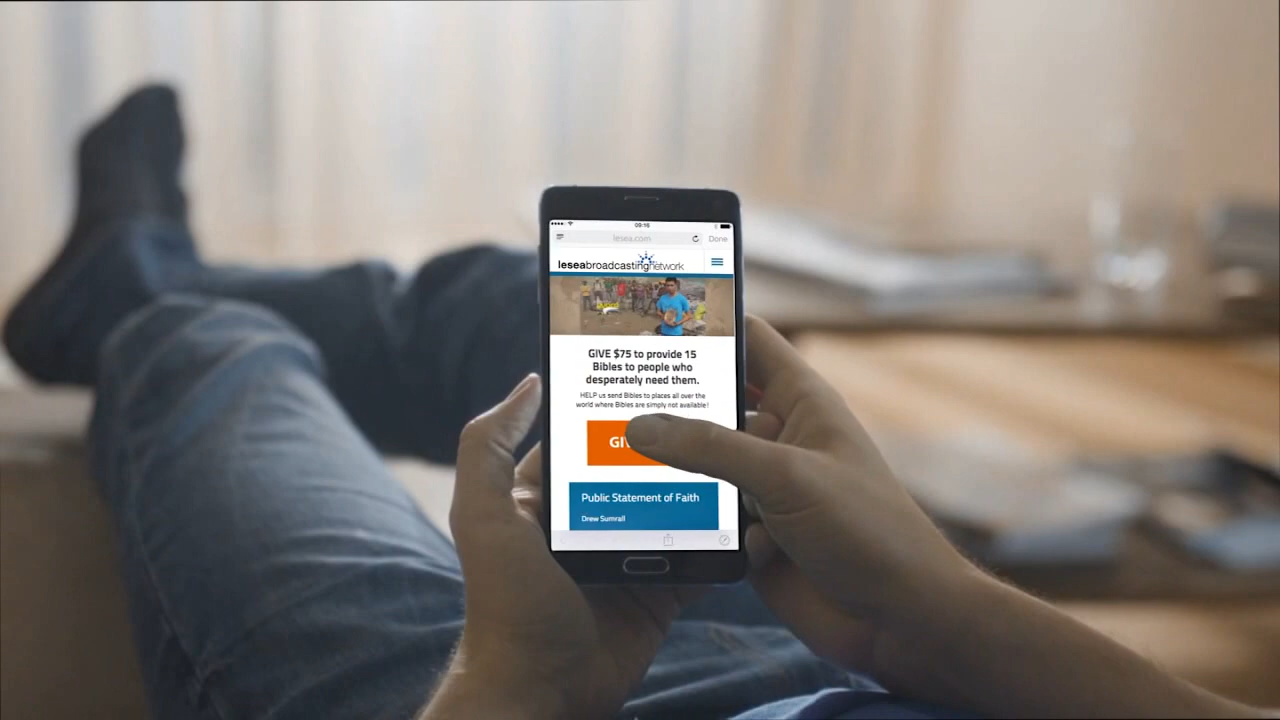 09:16
lesea.com
Done
leseabroadcastingnetwork
GIVE $75 to provide 15
Bibles to people who
desperately need them.
HELP us send Bibles to places all over the
world where Bibles are simply not available!
Public Statement of Faith
Drew Sumrall